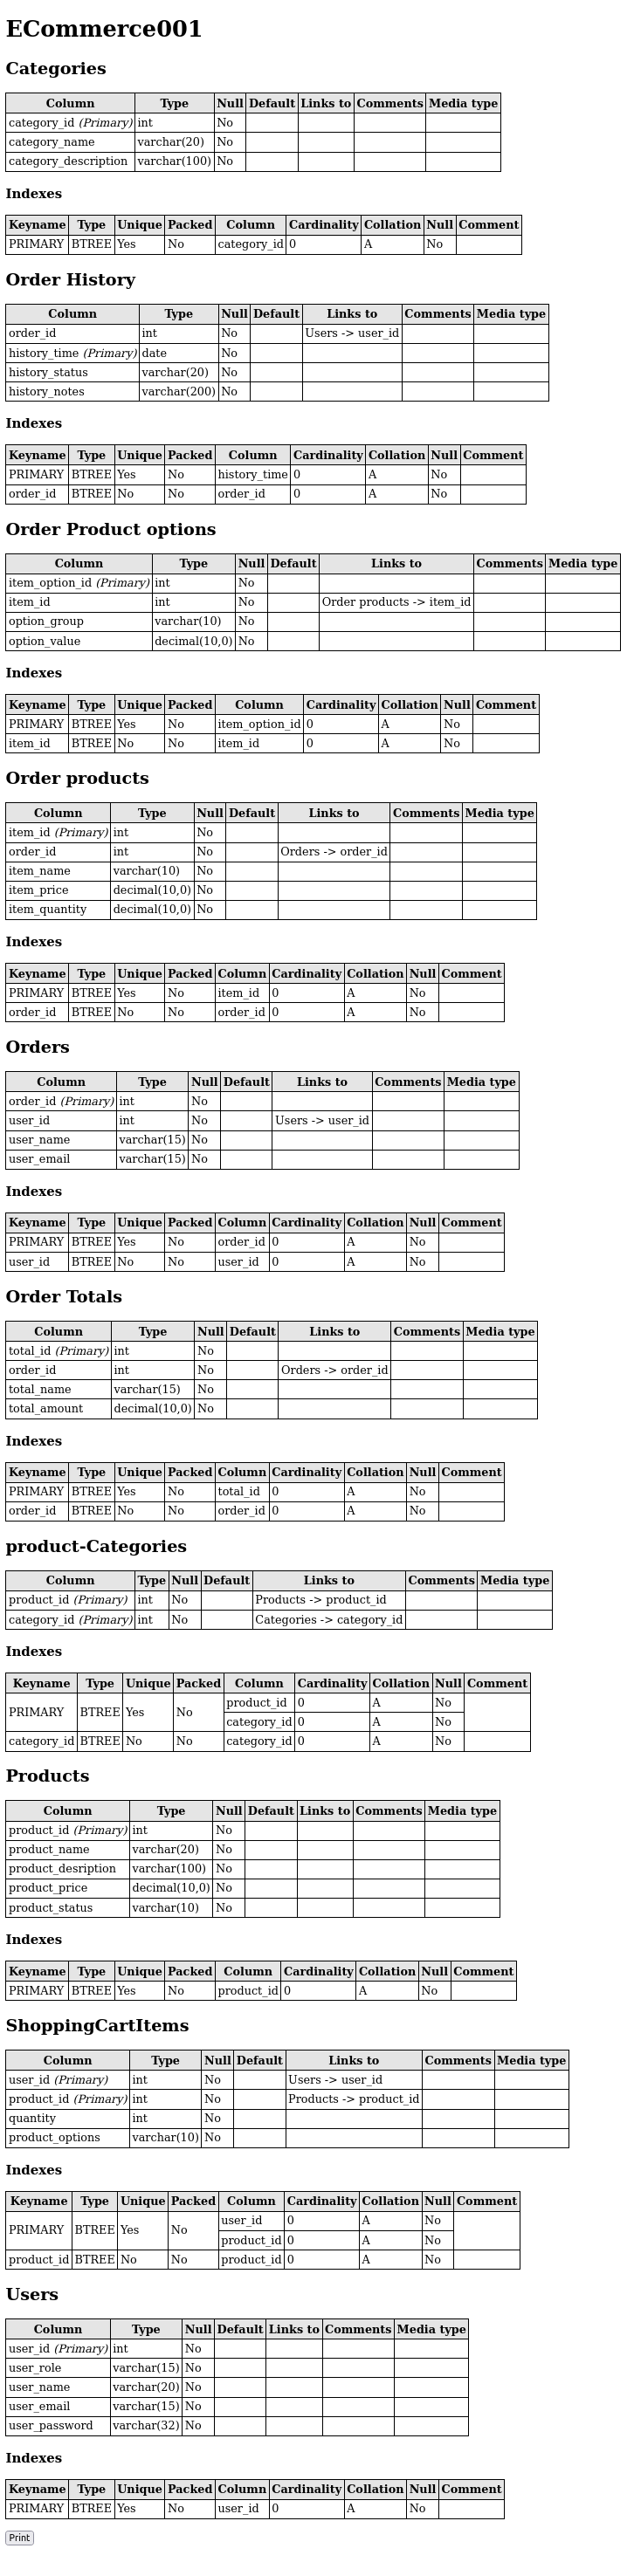 ECommerce001
Categories
Column Type Null Default Links to Comments Media type
category_id (Primary) int No
category_name varchar(20) No
category_description varchar(100) No
Indexes
Keyname Type Unique Packed Column Cardinality Collation Null Comment
PRIMARY BTREE Yes No category_id 0 A No
Order History
Column Type Null Default Links to Comments Media type
order_id int No Users -> user_id
history_time (Primary) date No
history_status varchar(20) No
history_notes varchar(200) No
Indexes
Keyname Type Unique Packed Column Cardinality Collation Null Comment
PRIMARY BTREE Yes No history_time 0 A No
order_id BTREE No No order_id 0 A No
Order Product options
Column Type Null Default Links to Comments Media type
item_option_id (Primary) int No
item_id int No Order products -> item_id
option_group varchar(10) No
option_value decimal(10,0) No
Indexes
Keyname Type Unique Packed Column Cardinality Collation Null Comment
PRIMARY BTREE Yes No item_option_id 0 A No
item_id BTREE No No item_id 0 A No
Order products
Column Type Null Default Links to Comments Media type
item_id (Primary) int No
order_id int No Orders -> order_id
item_name varchar(10) No
item_price decimal(10,0) No
item_quantity decimal(10,0) No
Indexes
Keyname Type Unique Packed Column Cardinality Collation Null Comment
PRIMARY BTREE Yes No item_id 0 A No
order_id BTREE No No order_id 0 A No
Orders
Column Type Null Default Links to Comments Media type
order_id (Primary) int No
user_id int No Users -> user_id
user_name varchar(15) No
user_email varchar(15) No
Indexes
Keyname Type Unique Packed Column Cardinality Collation Null Comment
PRIMARY BTREE Yes No order_id 0 A No
user_id BTREE No No user_id 0 A No
Order Totals
Column Type Null Default Links to Comments Media type
total_id (Primary) int No
order_id int No Orders -> order_id
total_name varchar(15) No
total_amount decimal(10,0) No
Indexes
Keyname Type Unique Packed Column Cardinality Collation Null Comment
PRIMARY BTREE Yes No total_id 0 A No
order_id BTREE No No order_id 0 A No
product-Categories
Column Type Null Default Links to Comments Media type
product_id (Primary) int No Products -> product_id
category_id (Primary) int No Categories -> category_id
Indexes
Keyname Type Unique Packed Column Cardinality Collation Null Comment
PRIMARY BTREE Yes No product_id 0 A No
category_id 0 A No
category_id BTREE No No category_id 0 A No
Products
Column Type Null Default Links to Comments Media type
product_id (Primary) int No
product_name varchar(20) No
product_desription varchar(100) No
product_price decimal(10,0) No
product_status varchar(10) No
Indexes
Keyname Type Unique Packed Column Cardinality Collation Null Comment
PRIMARY BTREE Yes No product_id 0 A No
ShoppingCartItems
Column Type Null Default Links to Comments Media type
user_id (Primary) int No Users -> user_id
product_id (Primary) int No Products -> product_id
quantity int No
product_options varchar(10) No
Indexes
Keyname Type Unique Packed Column Cardinality Collation Null Comment
PRIMARY BTREE Yes No user_id 0 A No
product_id 0 A No
product_id BTREE No No product_id 0 A No
Users
Column Type Null Default Links to Comments Media type
user_id (Primary) int No
user_role varchar(15) No
user_name varchar(20) No
user_email varchar(15) No
user_password varchar(32) No
Indexes
Keyname Type Unique Packed Column Cardinality Collation Null Comment
PRIMARY BTREE Yes No user_id 0 A No
Print